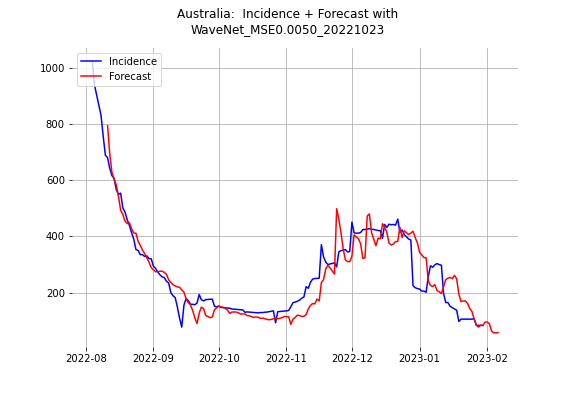 Australia:  Incidence + Forecast with
WaveNet_MSE0.0050_20221023
Incidence
Forecast
1000
800
600
400
200
2022-08 2022-09 2022-10 2022-11 2022-12 2023-01 2023-02